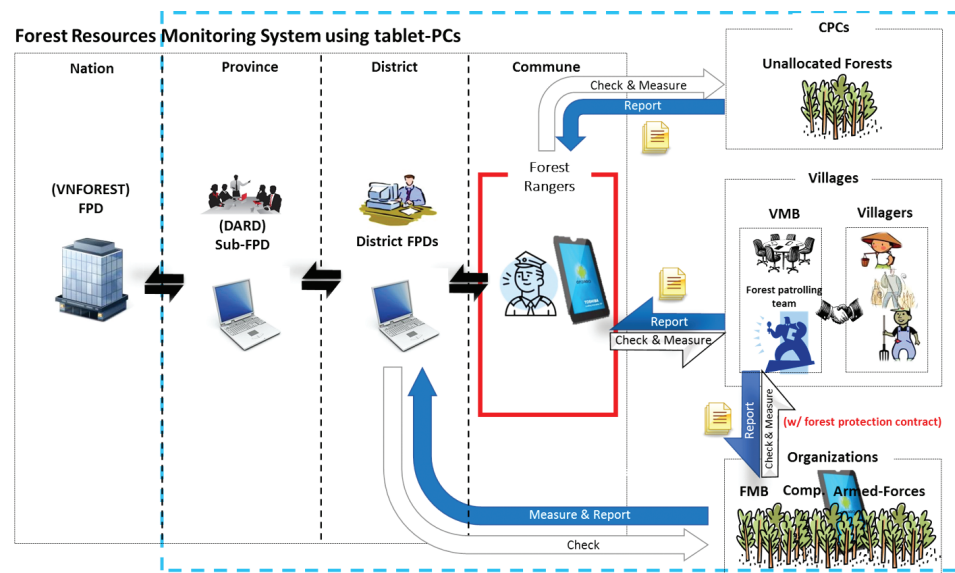 Forest Resources Monitoring System using tablet-PCs
Nation
Province
District
Commune
CPCs
Unallocated Forests
Check & Measure
Report
Forest
Rangers
(VNFOREST)
FPD
(DARD)
Sub-FPD
District FPDs
Villages
VMB
Villagers
Forest patrolling
team
Report
Check & Measure
Report
Check & Measure
(w/ forest protection contract)
Organizations
FMB
Comp.
Armed-Forces
Measure & Report
Check